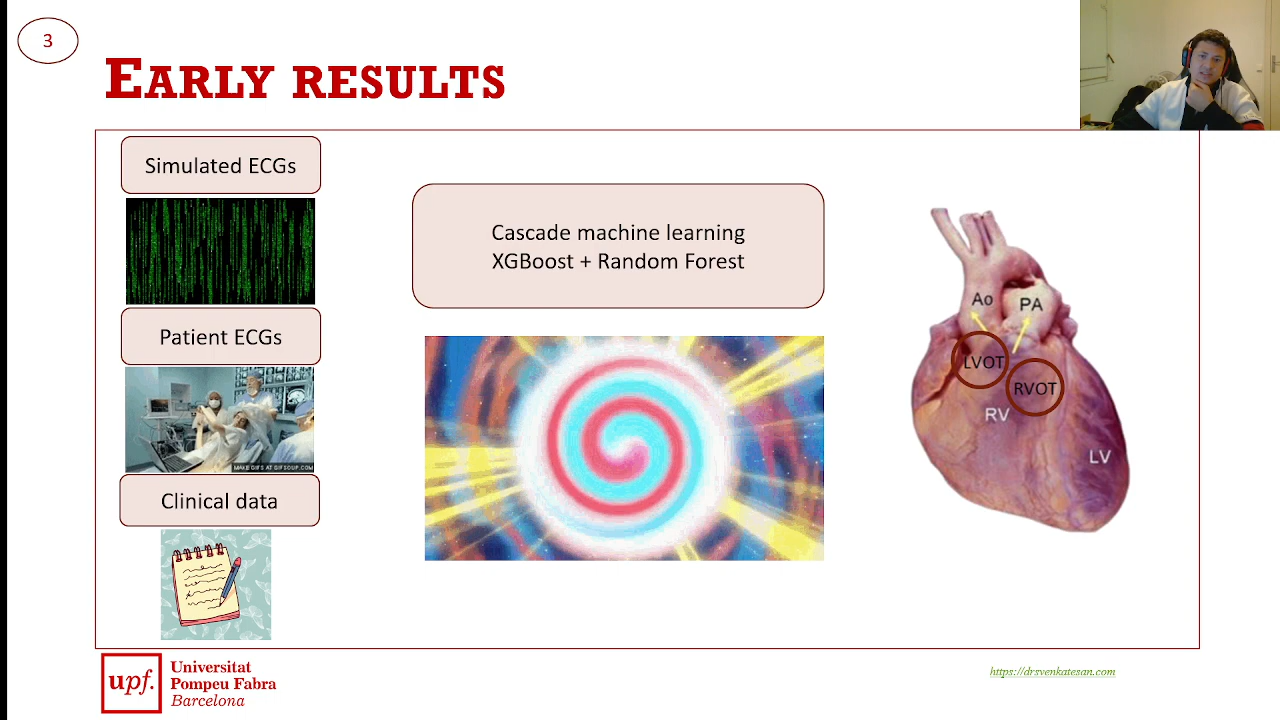 3
Early results
Simulated ECGs
Patient ECGs
MAKE GIFS AT GIFSOUP.COM
Clinical data
Cascade machine learning
XGBoost + Random Forest
Ao
PA
LVOT
RVOT
RV
LV
upf.
Universitat
Pompeu Fabra
Barcelona
https://drsvenkatesan.com